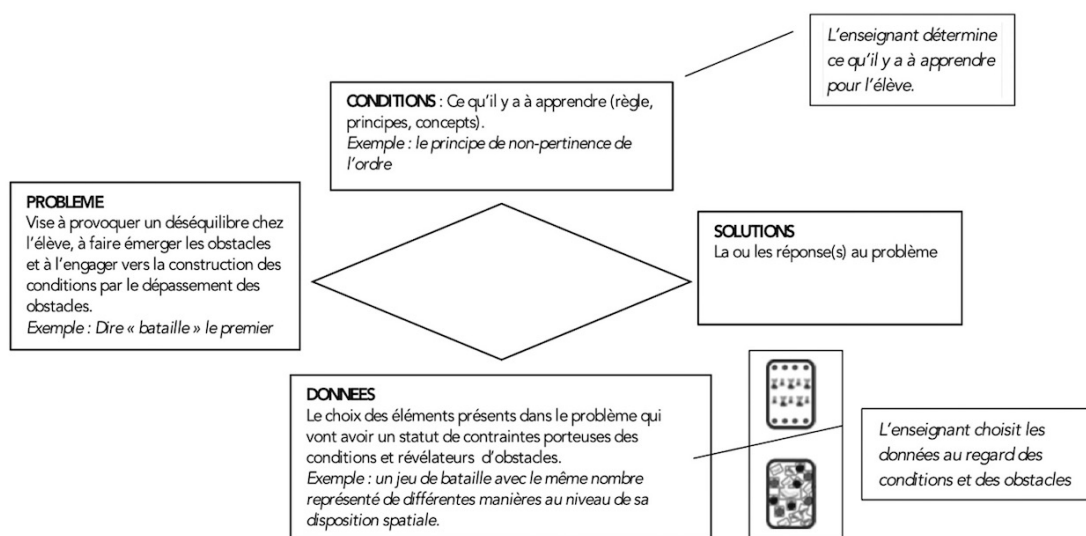 L’enseignant détermine
ce qu’il y a à apprendre
pour l’élève.
CONDITIONS : Ce qu’il y a à apprendre (règle,
principes, concepts).
Exemple : le principe de non-pertinence de
l’ordre
PROBLEME
Vise à provoquer un déséquilibre chez
l’élève, à faire émerger les obstacles
et à l’engager vers la construction des
conditions par le dépassement des
obstacles.
Exemple : Dire « bataille » le premier
SOLUTIONS
La ou les réponse(s) au problème
DONNEES
Le choix des éléments présents dans le problème qui
vont avoir un statut de contraintes porteuses des
conditions et révélateurs d’obstacles.
Exemple : un jeu de bataille avec le même nombre
représenté de différentes manières au niveau de sa
disposition spatiale.
L’enseignant choisit les
données au regard des
conditions et des obstacles